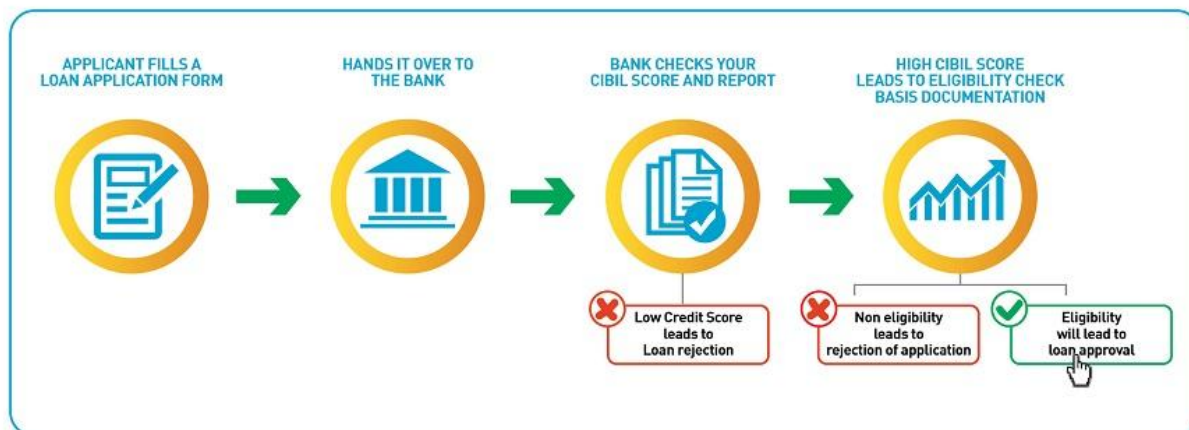 APPLICANT FILLS A
LOAN APPLICATION FORM
HANDS IT OVER TO
THE BANK
BANK CHECKS YOUR
CIBIL SCORE AND REPORT
HIGH CIBIL SCORE
LEADS TO ELIGIBILITY CHECK
BASIS DOCUMENTATION
Low Credit Score
leads to
Loan rejection
Non eligibility
leads to
rejection of application
Eligibility
will lead to
loan approval